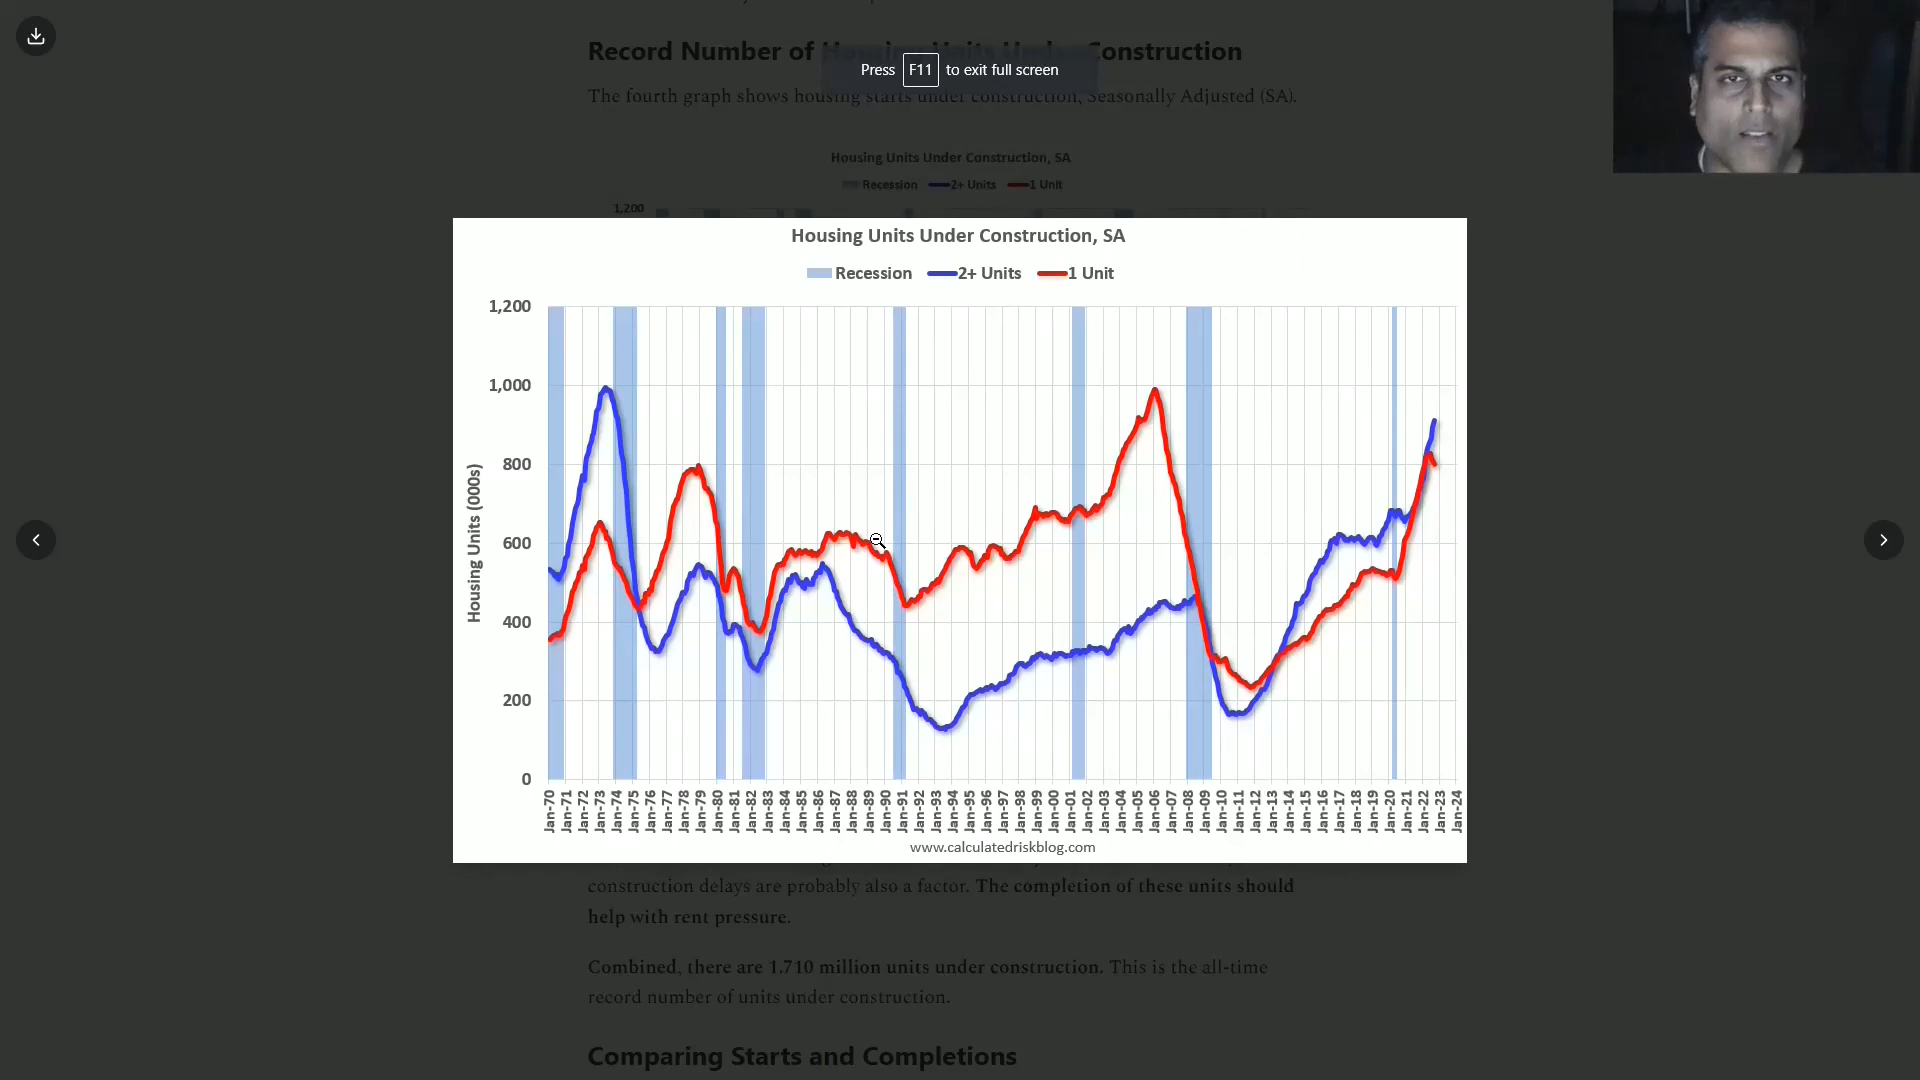 Record Number of Housing Units Under Construction
Press F11 to exit full screen
The fourth graph shows housing starts under construction, Seasonally Adjusted (SA).
Housing Units Under Construction, SA
Recession 2+ Units 1 Unit
1,200
Housing Units Under Construction, SA
Recession 2+ Units 1 Unit
1,200
1,000
800
600
400
200
0
Housing Units (000s)
Jan-70 Jan-71 Jan-72 Jan-73 Jan-74 Jan-75 Jan-76 Jan-77 Jan-78 Jan-79 Jan-80 Jan-81 Jan-82 Jan-83 Jan-84 Jan-85 Jan-86 Jan-87 Jan-88 Jan-89 Jan-90 Jan-91 Jan-92 Jan-93 Jan-94 Jan-95 Jan-96 Jan-97 Jan-98 Jan-99 Jan-00 Jan-01 Jan-02 Jan-03 Jan-04 Jan-05 Jan-06 Jan-07 Jan-08 Jan-09 Jan-10 Jan-11 Jan-12 Jan-13 Jan-14 Jan-15 Jan-16 Jan-17 Jan-18 Jan-19 Jan-20 Jan-21 Jan-22 Jan-23 Jan-24
www.calculatedriskblog.com
construction delays are probably also a factor. The completion of these units should
help with rent pressure.
Combined, there are 1.710 million units under construction. This is the all-time
record number of units under construction.
Comparing Starts and Completions